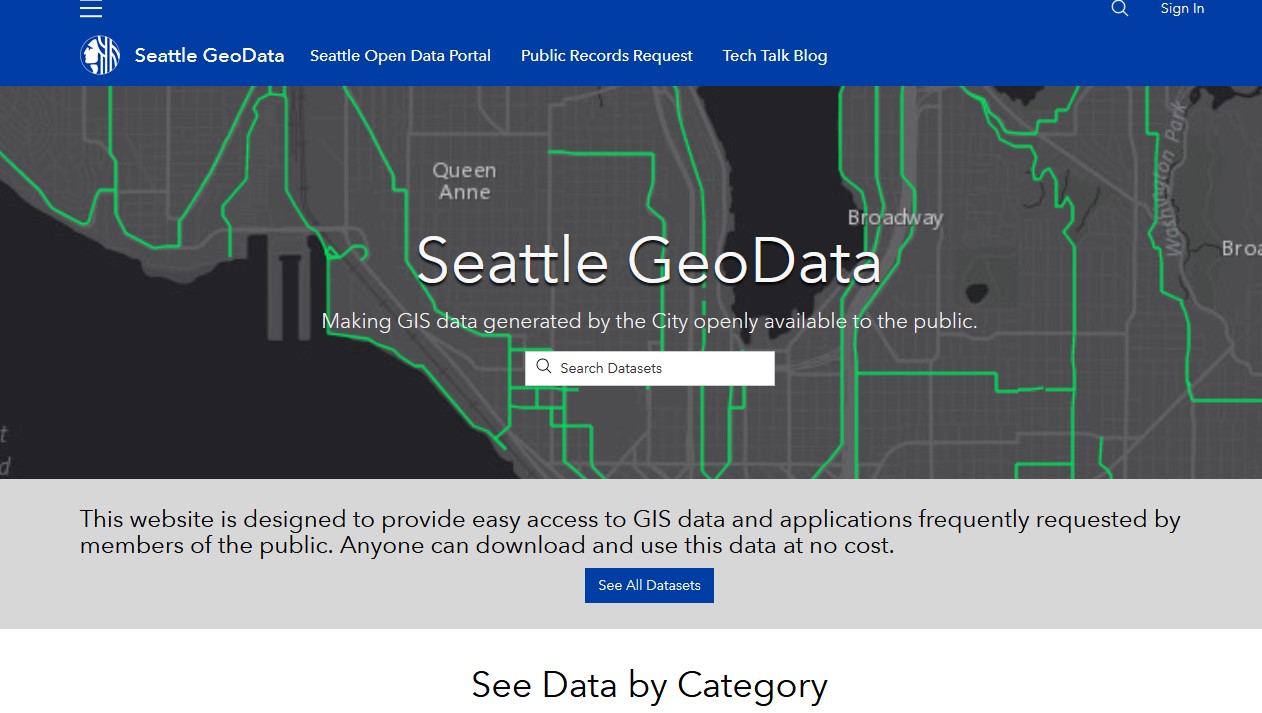 Sign In
Seattle GeoData
Seattle Open Data Portal
Public Records Request
Tech Talk Blog
Queen
Anne
Broadway
Washington Park
Seattle GeoData
Making GIS data generated by the City openly available to the public.
Search Datasets
This website is designed to provide easy access to GIS data and applications frequently requested by
members of the public. Anyone can download and use this data at no cost.
See All Datasets
See Data by Category